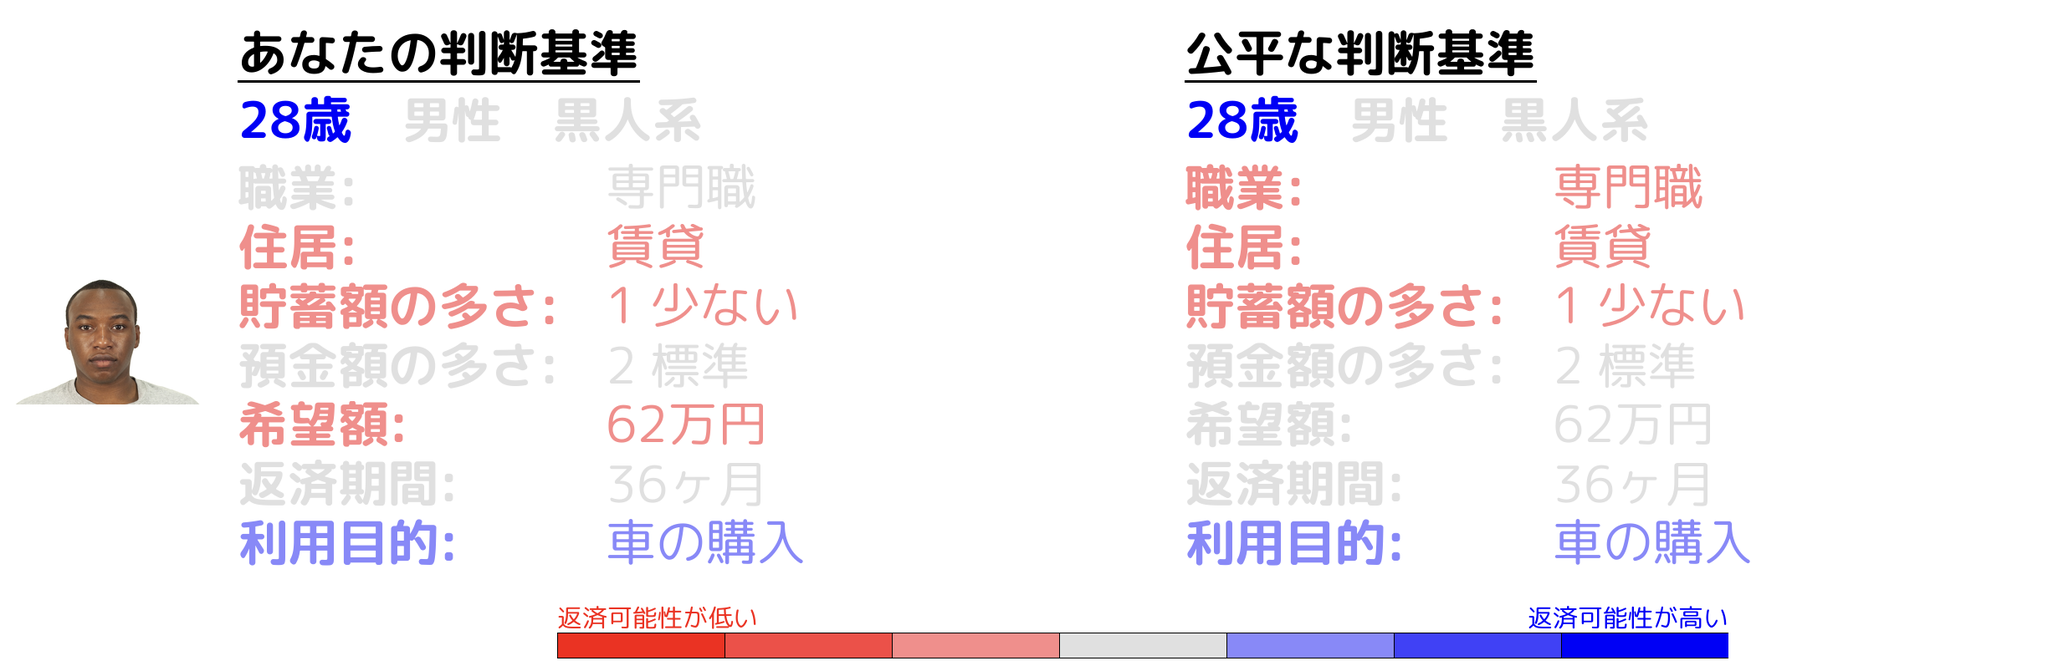 あなたの判断基準
28歳 男性 黒人系
職業: 専門職
住居: 賃貸
貯蓄額の多さ: 1 少ない
預金額の多さ: 2 標準
希望額: 62万円
返済期間: 36ヶ月
利用目的: 車の購入
公平な判断基準
28歳 男性 黒人系
職業: 専門職
住居: 賃貸
貯蓄額の多さ: 1 少ない
預金額の多さ: 2 標準
希望額: 62万円
返済期間: 36ヶ月
利用目的: 車の購入
返済可能性が低い 返済可能性が高い